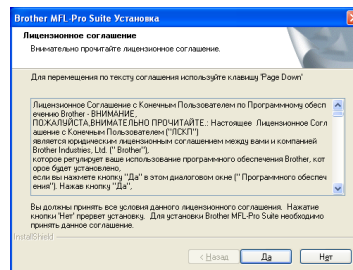 Brother MFL-Pro Suite Установка
Лицензионное соглашение
Внимательно прочитайте лицензионное соглашение.
Для перемещения по тексту соглашения используйте клавишу 'Page Down'
Лицензионное Соглашение с Конечным Пользователем по Программному обесп
ечению Brother - ВНИМАНИЕ,
ПОЖАЛУЙСТА,ВНИМАТЕЛЬНО ПРОЧИТАЙТЕ.: Настоящее Лицензионное Согл
ашение с Конечным Пользователем ("ЛСКП")
является юридическим лицензионным соглашением между вами и компанией
Brother Industries, Ltd. (" Brother"),
которое регулирует ваше использование программного обеспечения Brother, кот
орое будет установлено,
если вы нажмете кнопку "Да" в этом диалоговом окне (" Программного обеспеч
ения"). Нажав кнопку "Да",
Вы должны принять все условия данного лицензионного соглашения. Нажатие
кнопки 'Нет' прервет установку. Для установки Brother MFL-Pro Suite необходимо
принять данное соглашение.
InstallShield
< Назад
Да
Нет